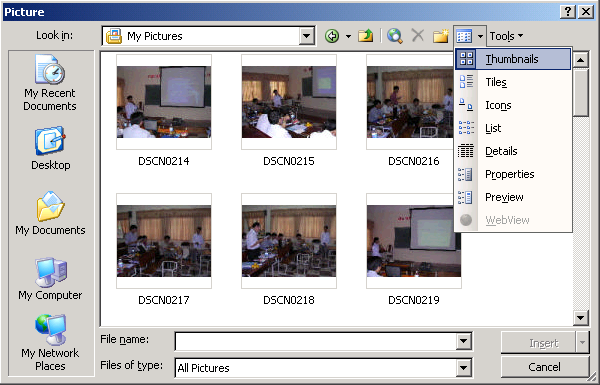 Picture
Look in:
My Pictures
Tools
Thumbnails
Tiles
Icons
List
Details
Properties
Preview
WebView
My Recent
Documents
Desktop
My Documents
My Computer
My Network
Places
DSCN0214
DSCN0215
DSCN0216
DSCN0217
DSCN0218
DSCN0219
File name:
Insert
Files of type:
All Pictures
Cancel